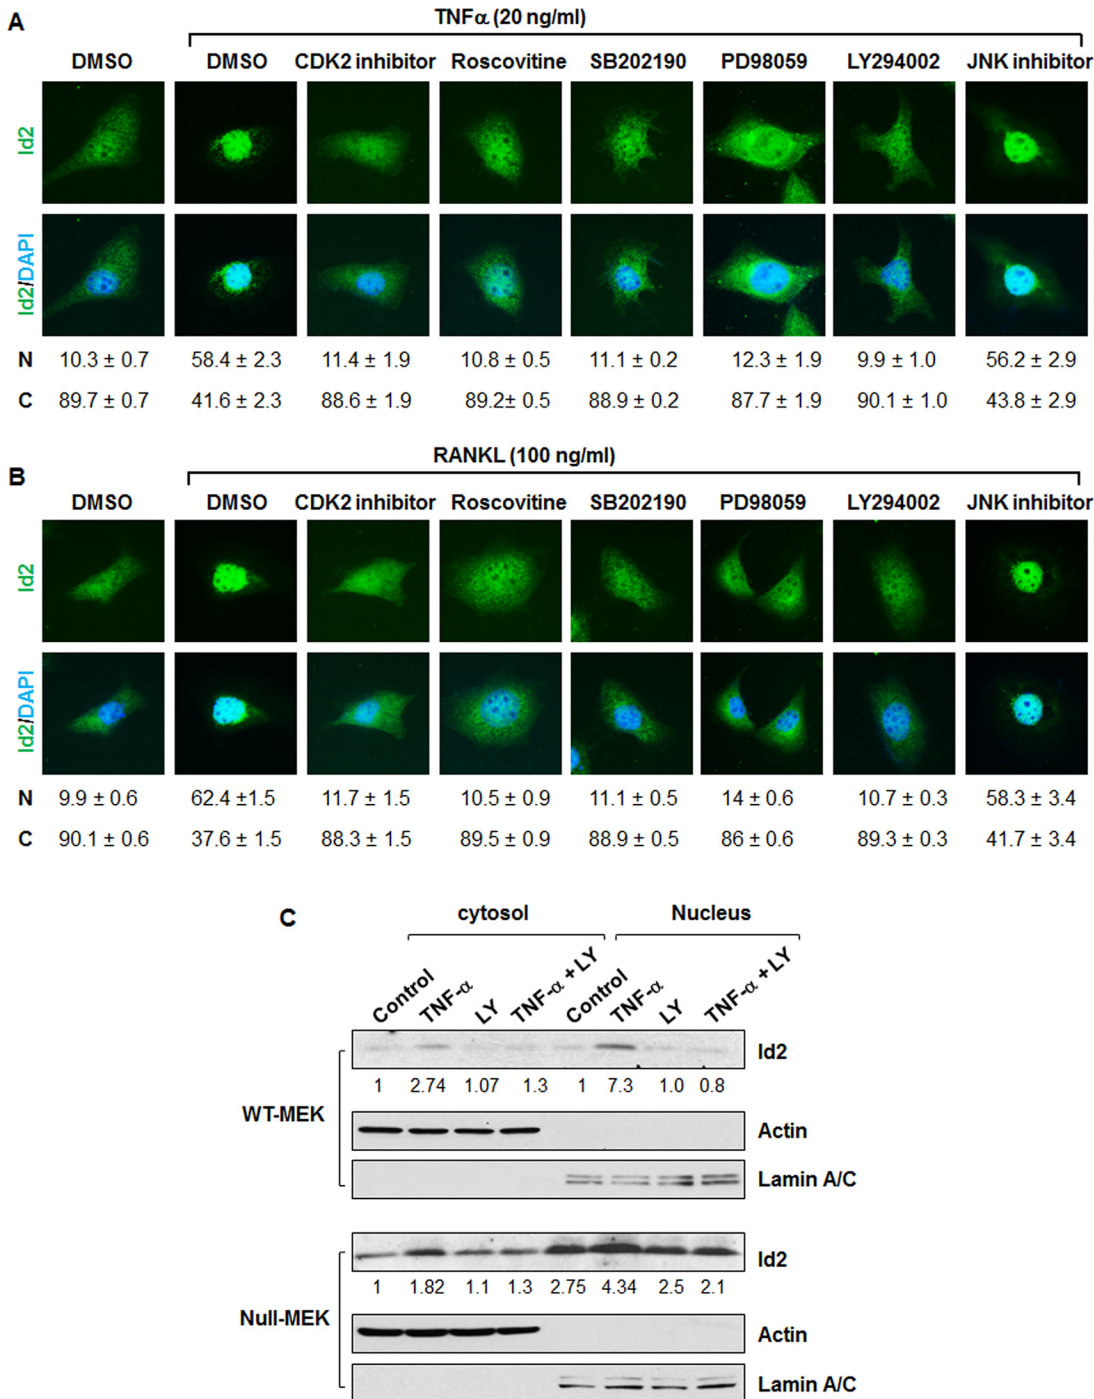 A
TNFα (20 ng/ml)
DMSO DMSO CDK2 inhibitor Roscovitine SB202190 PD98059 LY294002 JNK inhibitor
Id2
Id2/DAPI
N 10.3 ± 0.7 58.4 ± 2.3 11.4 ± 1.9 10.8 ± 0.5 11.1 ± 0.2 12.3 ± 1.9 9.9 ± 1.0 56.2 ± 2.9
C 89.7 ± 0.7 41.6 ± 2.3 88.6 ± 1.9 89.2± 0.5 88.9 ± 0.2 87.7 ± 1.9 90.1 ± 1.0 43.8 ± 2.9
B
RANKL (100 ng/ml)
DMSO DMSO CDK2 inhibitor Roscovitine SB202190 PD98059 LY294002 JNK inhibitor
Id2
Id2/DAPI
N 9.9 ± 0.6 62.4 ±1.5 11.7 ± 1.5 10.5 ± 0.9 11.1 ± 0.5 14 ± 0.6 10.7 ± 0.3 58.3 ± 3.4
C 90.1 ± 0.6 37.6 ± 1.5 88.3 ± 1.5 89.5 ± 0.9 88.9 ± 0.5 86 ± 0.6 89.3 ± 0.3 41.7 ± 3.4
C
cytosol Nucleus
Control TNF-α LY TNF-α + LY Control TNF-α LY TNF-α + LY
Id2
1 2.74 1.07 1.3 1 7.3 1.0 0.8
WT-MEK
Actin
Lamin A/C
Id2
1 1.82 1.1 1.3 2.75 4.34 2.5 2.1
Null-MEK
Actin
Lamin A/C